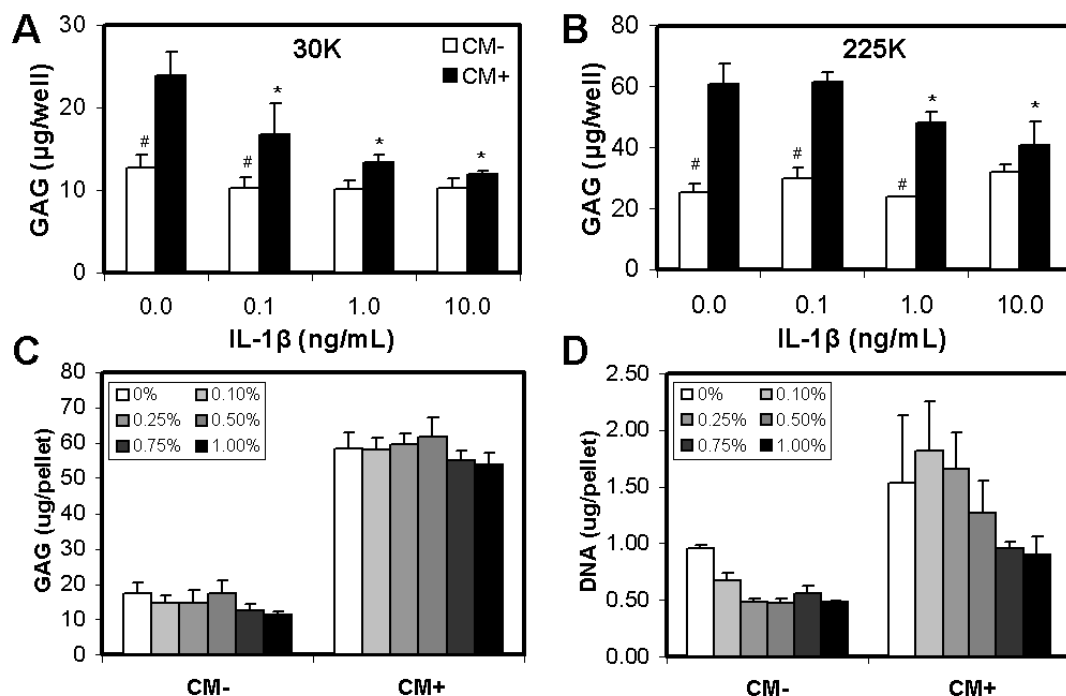 A
30K
CM-
CM+
GAG (µg/well)
30
20
10
0
#
#
*
*
*
0.0 0.1 1.0 10.0
B
225K
GAG (µg/well)
80
60
40
20
0
#
#
#
*
*
0.0 0.1 1.0 10.0
IL-1β (ng/mL)
IL-1β (ng/mL)
C
GAG (ug/pellet)
80
70
60
50
40
30
20
10
0
0% 0.10%
0.25% 0.50%
0.75% 1.00%
CM- CM+
D
DNA (ug/pellet)
2.50
2.00
1.50
1.00
0.50
0.00
0% 0.10%
0.25% 0.50%
0.75% 1.00%
CM- CM+